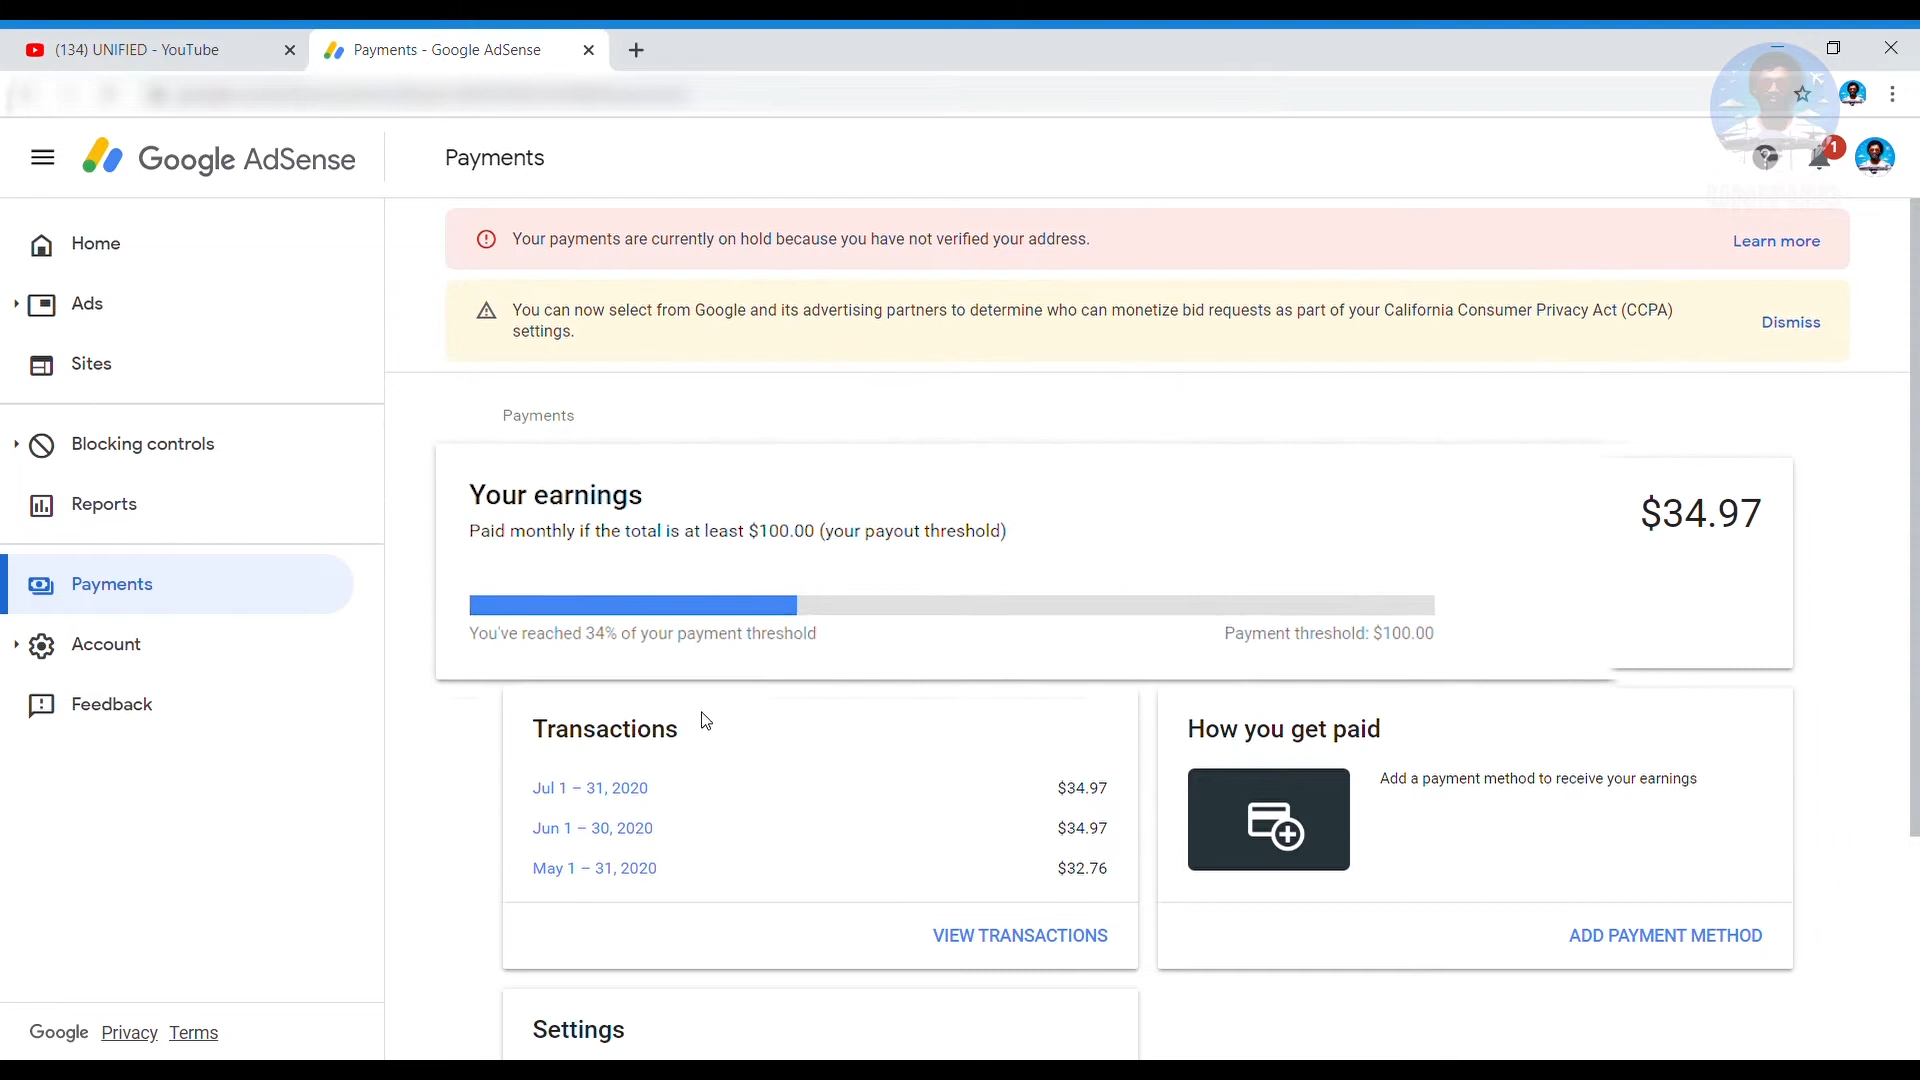 (134) UNIFIED - YouTube
Payments - Google AdSense
Google AdSense
Payments
1
Home
Ads
Sites
Blocking controls
Reports
Payments
Account
Feedback
Google Privacy Terms
Your payments are currently on hold because you have not verified your address.
Learn more
You can now select from Google and its advertising partners to determine who can monetize bid requests as part of your California Consumer Privacy Act (CCPA)
settings.
Dismiss
Payments
Your earnings
$34.97
Paid monthly if the total is at least $100.00 (your payout threshold)
You've reached 34% of your payment threshold
Payment threshold: $100.00
Transactions
Jul 1 – 31, 2020 $34.97
Jun 1 – 30, 2020 $34.97
May 1 – 31, 2020 $32.76
VIEW TRANSACTIONS
How you get paid
Add a payment method to receive your earnings
ADD PAYMENT METHOD
Settings